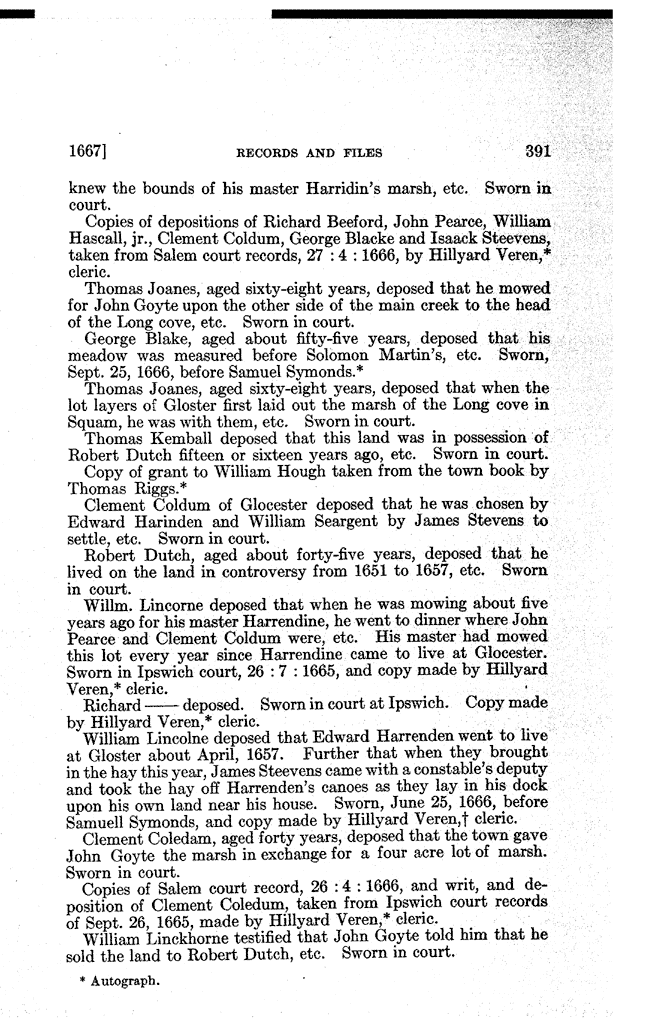 1667] RECORDS AND FILES 391
knew the bounds of his master Harridin's marsh, etc. Sworn in
court.
Copies of depositions of Richard Beeford, John Pearce, William
Hascall, jr., Clement Coldum, George Blacke and Isaack Steevens,
taken from Salem court records, 27 : 4 : 1666, by Hillyard Veren,*
cleric.
Thomas Joanes, aged sixty-eight years, deposed that he mowed
for John Goyte upon the other side of the main creek to the head
of the Long cove, etc. Sworn in court.
George Blake, aged about fifty-five years, deposed that his
meadow was measured before Solomon Martin's, etc. Sworn,
Sept. 25, 1666, before Samuel Symonds.*
Thomas Joanes, aged sixty-eight years, deposed that when the
lot layers of Gloster first laid out the marsh of the Long cove in
Squam, he was with them, etc. Sworn in court.
Thomas Kemball deposed that this land was in possession of
Robert Dutch fifteen or sixteen years ago, etc. Sworn in court.
Copy of grant to William Hough taken from the town book by
Thomas Riggs.*
Clement Coldum of Glocester deposed that he was chosen by
Edward Harinden and William Seargent by James Stevens to
settle, etc. Sworn in court.
Robert Dutch, aged about forty-five years, deposed that he
lived on the land in controversy from 1651 to 1657, etc. Sworn
in court.
Willm. Lincorne deposed that when he was mowing about five
years ago for his master Harrendine, he went to dinner where John
Pearce and Clement Coldum were, etc. His master had mowed
this lot every year since Harrendine came to live at Glocester.
Sworn in Ipswich court, 26 : 7 : 1665, and copy made by Hillyard
Veren,* cleric.
Richard —— deposed. Sworn in court at Ipswich. Copy made
by Hillyard Veren,* cleric.
William Lincolne deposed that Edward Harrenden went to live
at Gloster about April, 1657. Further that when they brought
in the hay this year, James Steevens came with a constable's deputy
and took the hay off Harrenden's canoes as they lay in his dock
upon his own land near his house. Sworn, June 25, 1666, before
Samuell Symonds, and copy made by Hillyard Veren,† cleric.
Clement Coledam, aged forty years, deposed that the town gave
John Goyte the marsh in exchange for a four acre lot of marsh.
Sworn in court.
Copies of Salem court record, 26 : 4 : 1666, and writ, and de-
position of Clement Coledum, taken from Ipswich court records
of Sept. 26, 1665, made by Hillyard Veren,* cleric.
William Linckhorne testified that John Goyte told him that he
sold the land to Robert Dutch, etc. Sworn in court.
* Autograph.